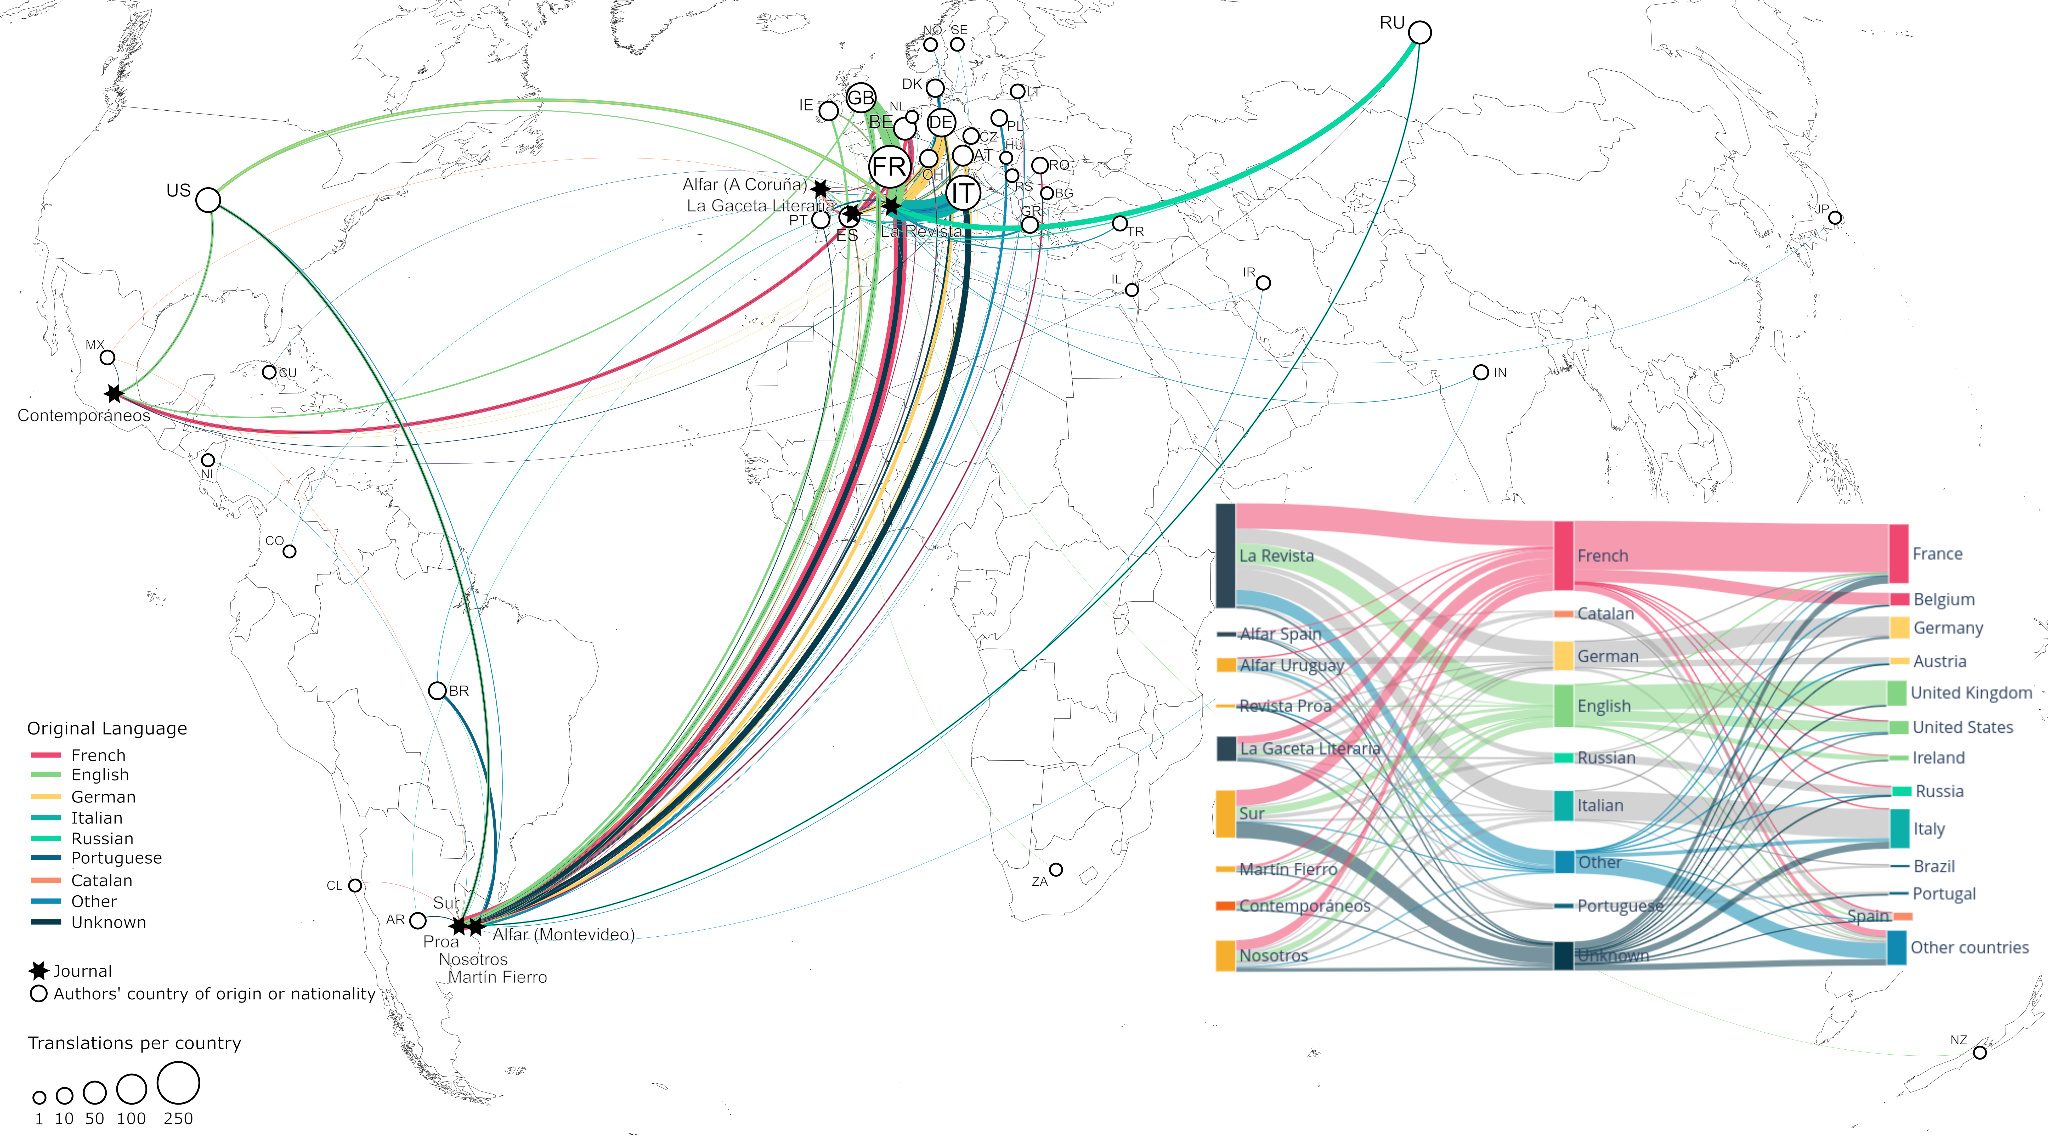 RU
NO SE
DK
GB
IE
LT
NL
BE
DE
PL
CZ
HU
FR
AT
RO
CH
Alfar (A Coruña)
RS
US
IT
BG
La Gaceta Literaria
GR
JP
PT
ES
La Revista
TR
IR
IL
MX
CU
IN
Contemporáneos
NI
CO
BR
CL
AR
ZA
NZ
Sur
Proa
Alfar (Montevideo)
Nosotros
Martín Fierro
Original Language
French
English
German
Italian
Russian
Portuguese
Catalan
Other
Unknown
Journal
Authors' country of origin or nationality
Translations per country
1 10 50 100 250
La Revista
Alfar Spain
Alfar Uruguay
Revista Proa
La Gaceta Literaria
Sur
Martín Fierro
Contemporáneos
Nosotros
French
Catalan
German
English
Russian
Italian
Other
Portuguese
Unknown
France
Belgium
Germany
Austria
United Kingdom
United States
Ireland
Russia
Italy
Brazil
Portugal
Spain
Other countries